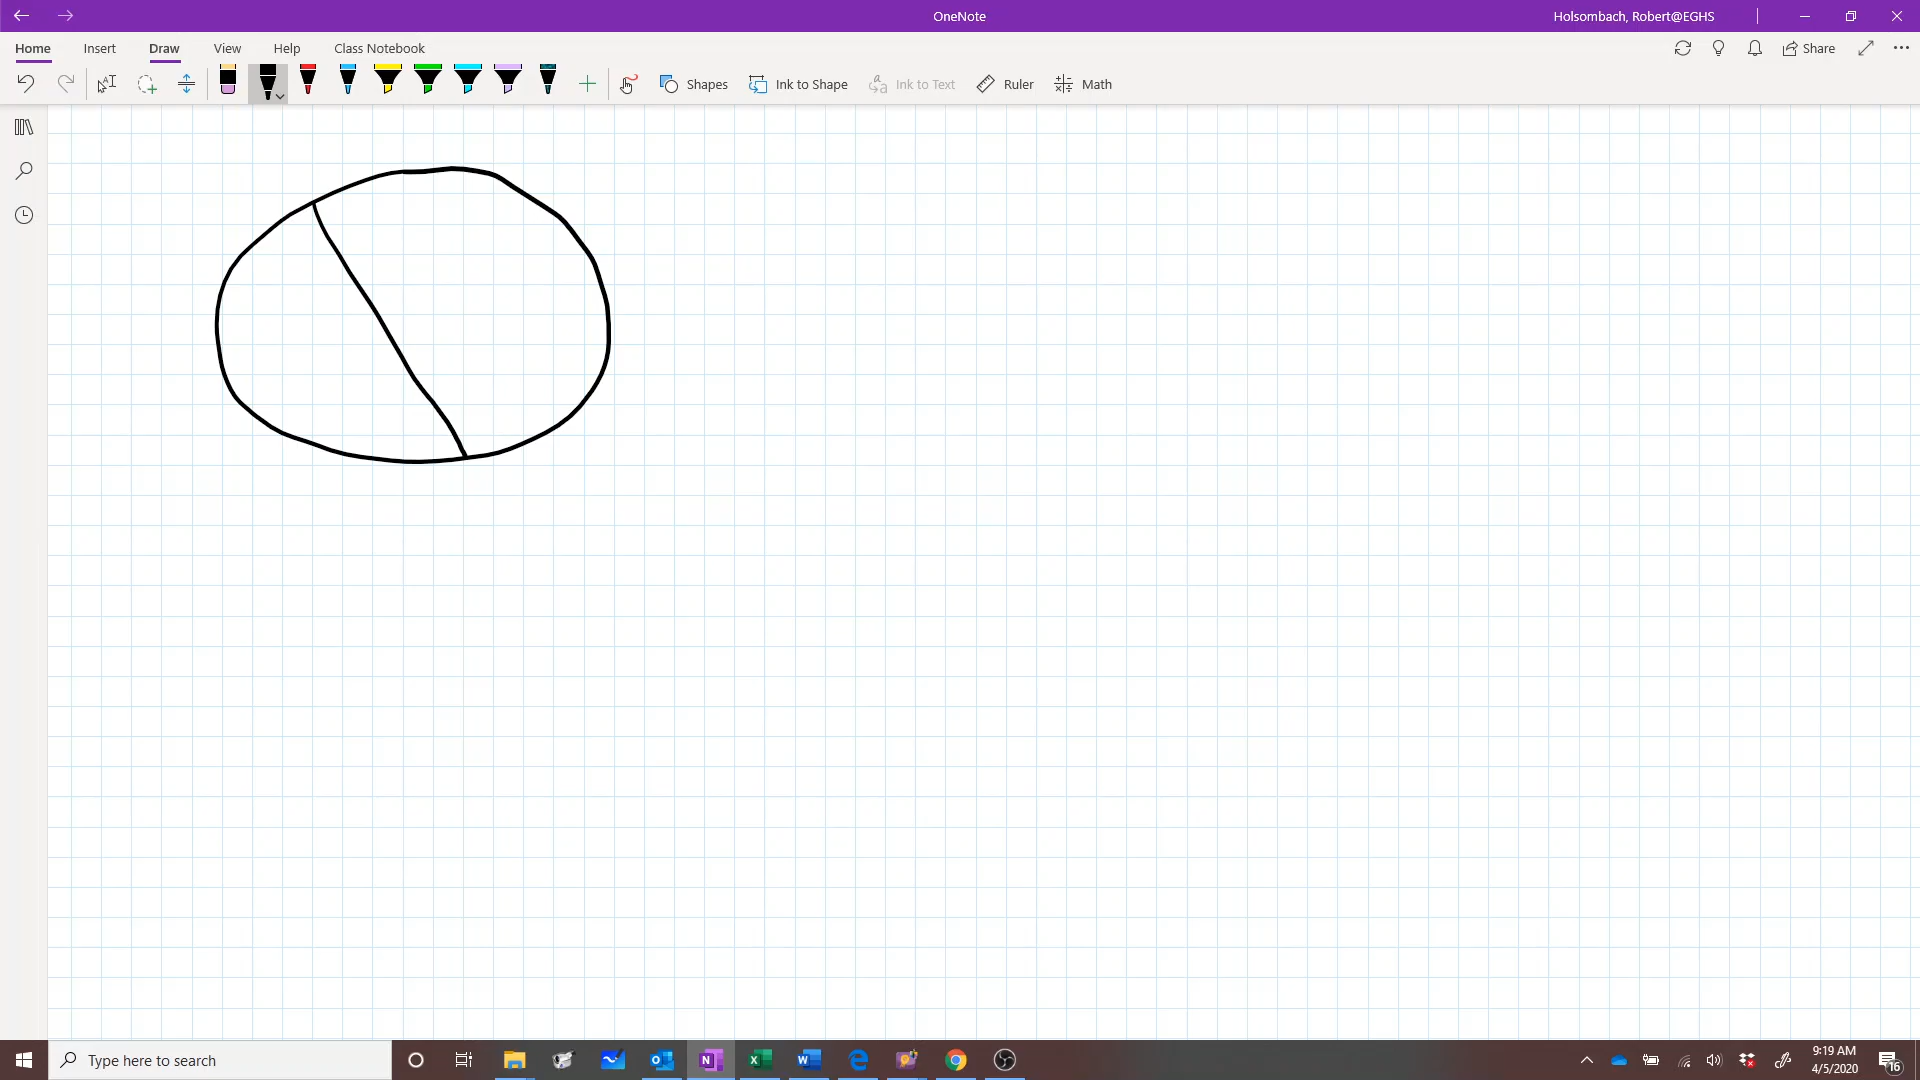 OneNote
Holsombach, Robert@EGHS
Home Insert Draw View Help Class Notebook
Share
Shapes Ink to Shape Ink to Text Ruler Math
Type here to search
9:19 AM
4/5/2020
16